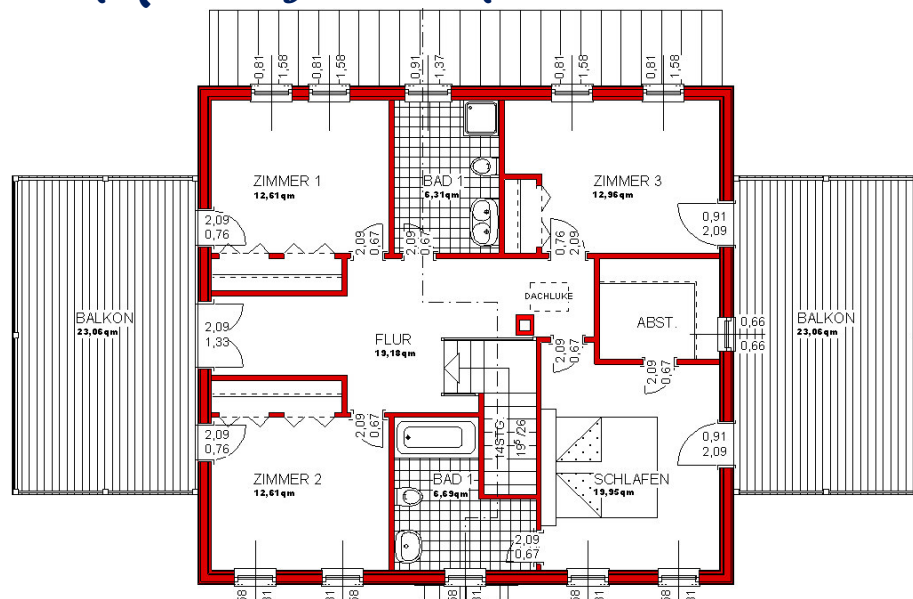 0,81 1,58 0,81 1,58 0,91 1,37 0,81 1,58 0,81 1,58
ZIMMER 1
12,61qm
BAD 1
6,31qm
ZIMMER 3
12,96qm
2,09
0,76
0,91
2,09
2,09 0,67
2,09 0,67
0,76 2,09
DACHLUKE
BALKON
23,06qm
2,09
1,33
FLUR
19,18qm
ABST.
0,66
0,66
BALKON
23,06qm
2,09 0,67
2,09 0,67
2,09 0,67
14STG.
19⁵/26
2,09
0,76
0,91
2,09
ZIMMER 2
12,61qm
BAD 1
6,69qm
SCHLAFEN
19,95qm
2,09
0,67